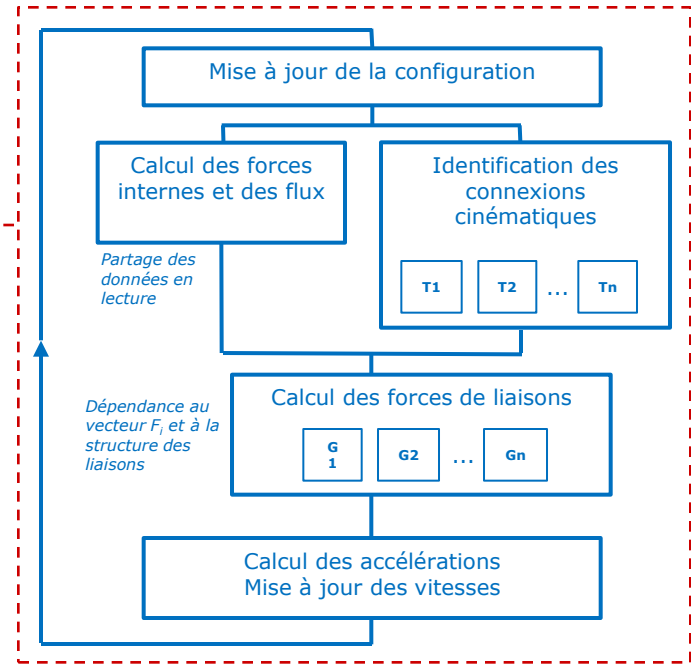 Mise à jour de la configuration
Calcul des forces
internes et des flux
Identification des
connexions
cinématiques
T1
T2
...
Tn
Partage des
données en
lecture
Calcul des forces de liaisons
G
1
G2
...
Gn
Dépendance au
vecteur Fi et à la
structure des
liaisons
Calcul des accélérations
Mise à jour des vitesses